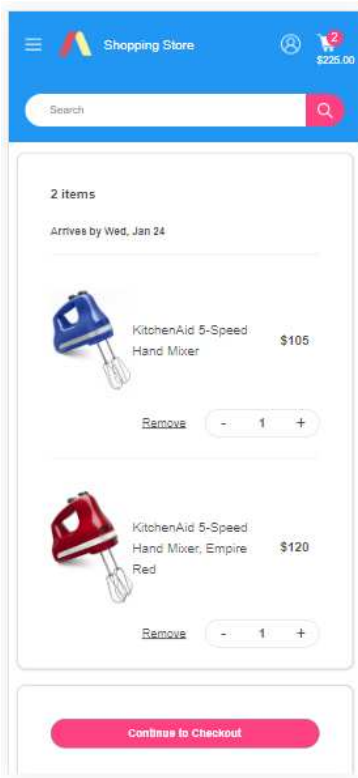 Shopping Store
2
$225.00
Search
2 items
Arrives by Wed, Jan 24
KitchenAid 5-Speed
Hand Mixer
$105
Remove - 1 +
KitchenAid 5-Speed
Hand Mixer, Empire
Red
$120
Remove - 1 +
Continue to Checkout